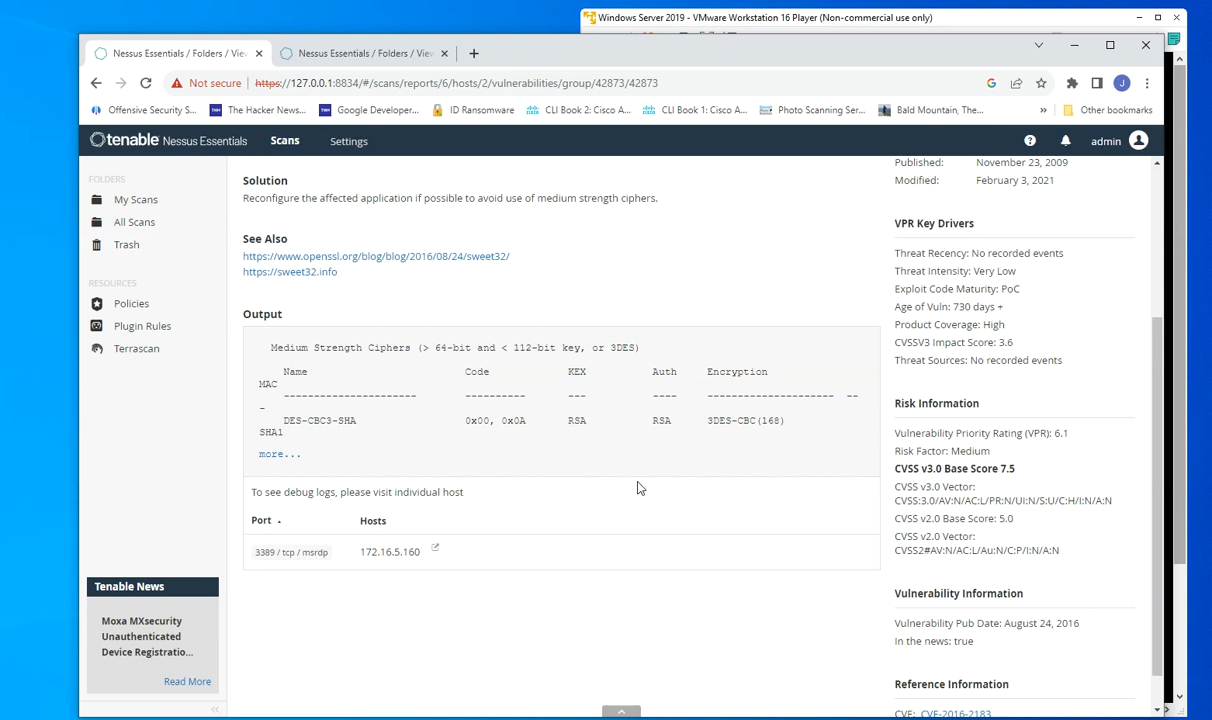 Windows Server 2019 - VMware Workstation 16 Player (Non-commercial use only)
Nessus Essentials / Folders / View
Nessus Essentials / Folders / View
Not secure
https://127.0.0.1:8834/#/scans/reports/6/hosts/2/vulnerabilities/group/42873/42873
J
Offensive Security S...
The Hacker News...
Google Developer...
ID Ransomware
CLI Book 2: Cisco A...
CLI Book 1: Cisco A...
Photo Scanning Ser...
Bald Mountain, The...
»
Other bookmarks
tenable Nessus Essentials
Scans
Settings
admin
FOLDERS
My Scans
All Scans
Trash
RESOURCES
Policies
Plugin Rules
Terrascan
Tenable News
Moxa MXsecurity
Unauthenticated
Device Registratio...
Read More
Solution
Reconfigure the affected application if possible to avoid use of medium strength ciphers.
See Also
https://www.openssl.org/blog/blog/2016/08/24/sweet32/
https://sweet32.info
Output
Medium Strength Ciphers (> 64-bit and < 112-bit key, or 3DES)
Name Code KEX Auth Encryption
MAC
---------------------- ---------- --- ---- --------------------- --
-
DES-CBC3-SHA 0x00, 0x0A RSA RSA 3DES-CBC(168)
SHA1
more...
To see debug logs, please visit individual host
Port Hosts
3389 / tcp / msrdp 172.16.5.160
Published: November 23, 2009
Modified: February 3, 2021
VPR Key Drivers
Threat Recency: No recorded events
Threat Intensity: Very Low
Exploit Code Maturity: PoC
Age of Vuln: 730 days +
Product Coverage: High
CVSSV3 Impact Score: 3.6
Threat Sources: No recorded events
Risk Information
Vulnerability Priority Rating (VPR): 6.1
Risk Factor: Medium
CVSS v3.0 Base Score 7.5
CVSS v3.0 Vector:
CVSS:3.0/AV:N/AC:L/PR:N/UI:N/S:U/C:H/I:N/A:N
CVSS v2.0 Base Score: 5.0
CVSS v2.0 Vector:
CVSS2#AV:N/AC:L/Au:N/C:P/I:N/A:N
Vulnerability Information
Vulnerability Pub Date: August 24, 2016
In the news: true
Reference Information
CVE: CVE-2016-2183